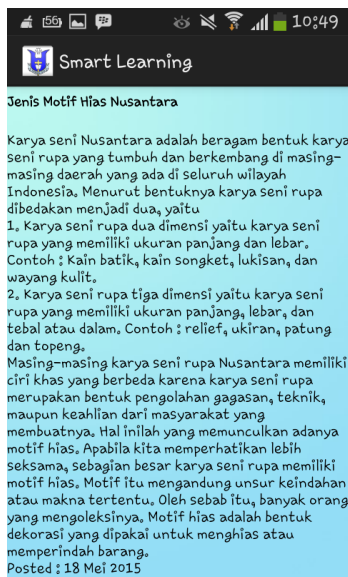 56 10:49
Smart Learning
Jenis Motif Hias Nusantara
Karya seni Nusantara adalah beragam bentuk karya
seni rupa yang tumbuh dan berkembang di masing-
masing daerah yang ada di seluruh wilayah
Indonesia. Menurut bentuknya karya seni rupa
dibedakan menjadi dua, yaitu
1. Karya seni rupa dua dimensi yaitu karya seni
rupa yang memiliki ukuran panjang dan lebar.
Contoh : Kain batik, kain songket, lukisan, dan
wayang kulit.
2. Karya seni rupa tiga dimensi yaitu karya seni
rupa yang memiliki ukuran panjang, lebar, dan
tebal atau dalam. Contoh : relief, ukiran, patung
dan topeng.
Masing-masing karya seni rupa Nusantara memiliki
ciri khas yang berbeda karena karya seni rupa
merupakan bentuk pengolahan gagasan, teknik,
maupun keahlian dari masyarakat yang
membuatnya. Hal inilah yang memunculkan adanya
motif hias. Apabila kita memperhatikan lebih
seksama, sebagian besar karya seni rupa memiliki
motif hias. Motif itu mengandung unsur keindahan
atau makna tertentu. Oleh sebab itu, banyak orang
yang mengoleksinya. Motif hias adalah bentuk
dekorasi yang dipakai untuk menghias atau
memperindah barang.
Posted : 18 Mei 2015